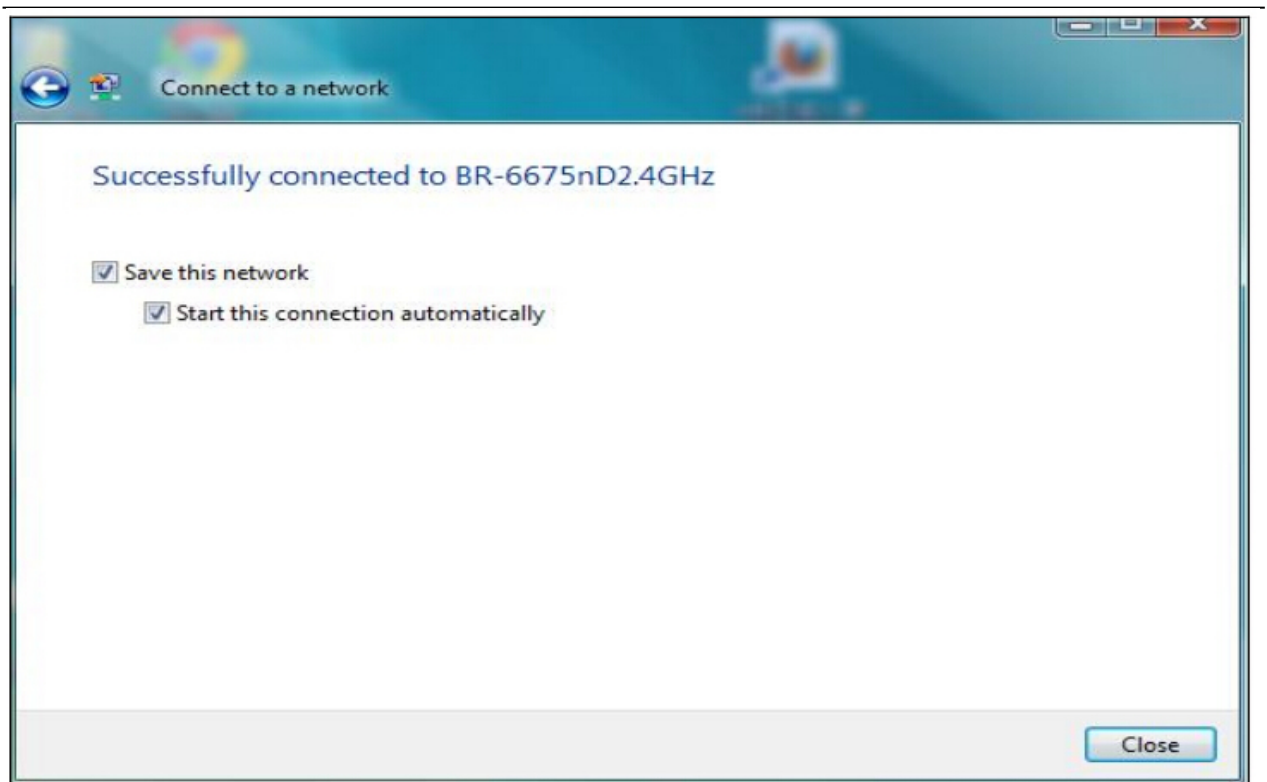 Connect to a network
Successfully connected to BR-6675nD2.4GHz
Save this network
Start this connection automatically
Close